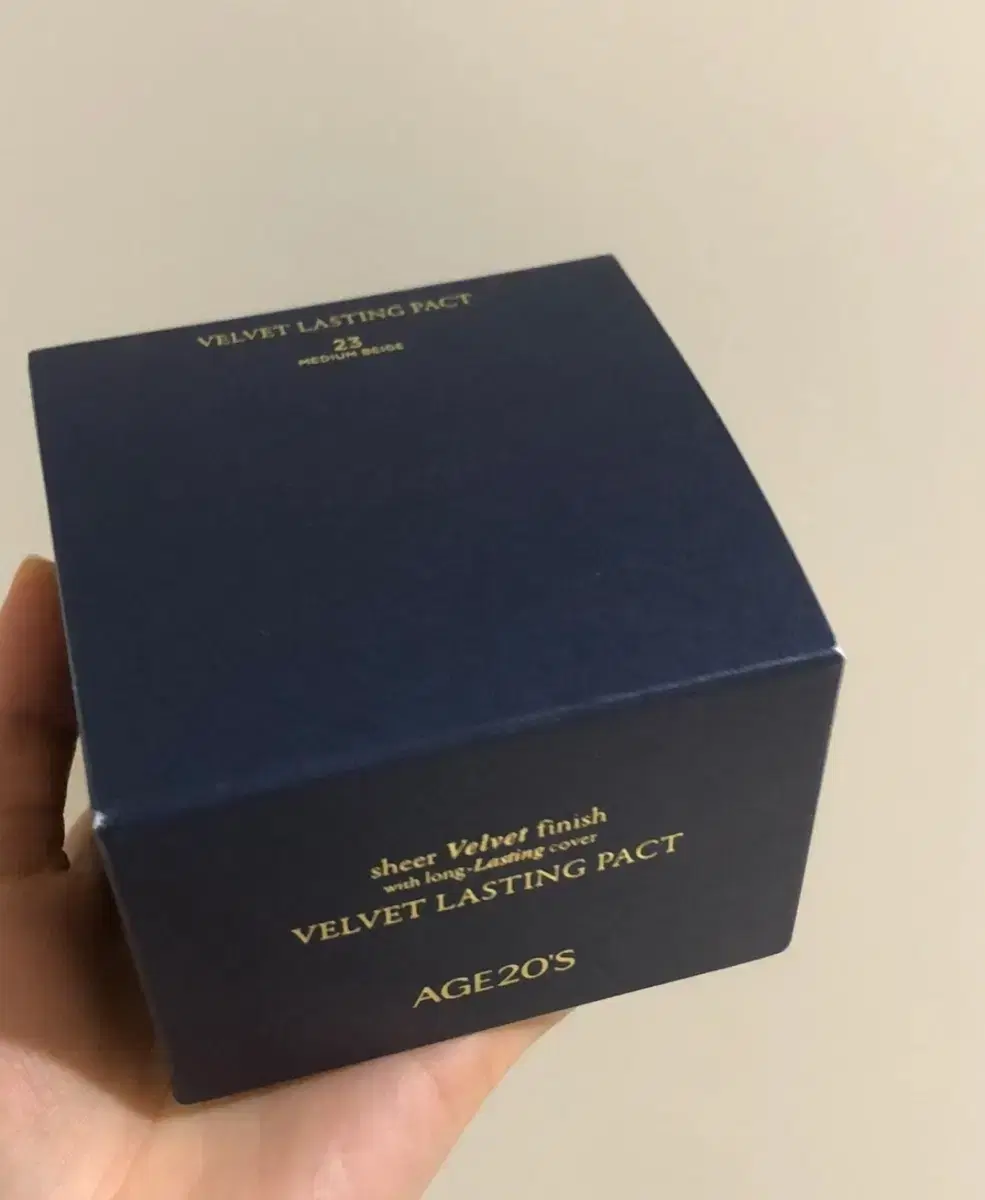 VELVET LASTING PACT
23
MEDIUM BEIGE
sheer Velvet finish
with long-Lasting cover
VELVET LASTING PACT
AGE20'S